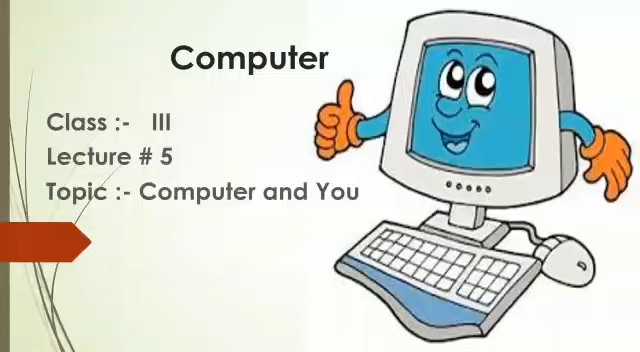 Computer
Class :- III
Lecture # 5
Topic :- Computer and You